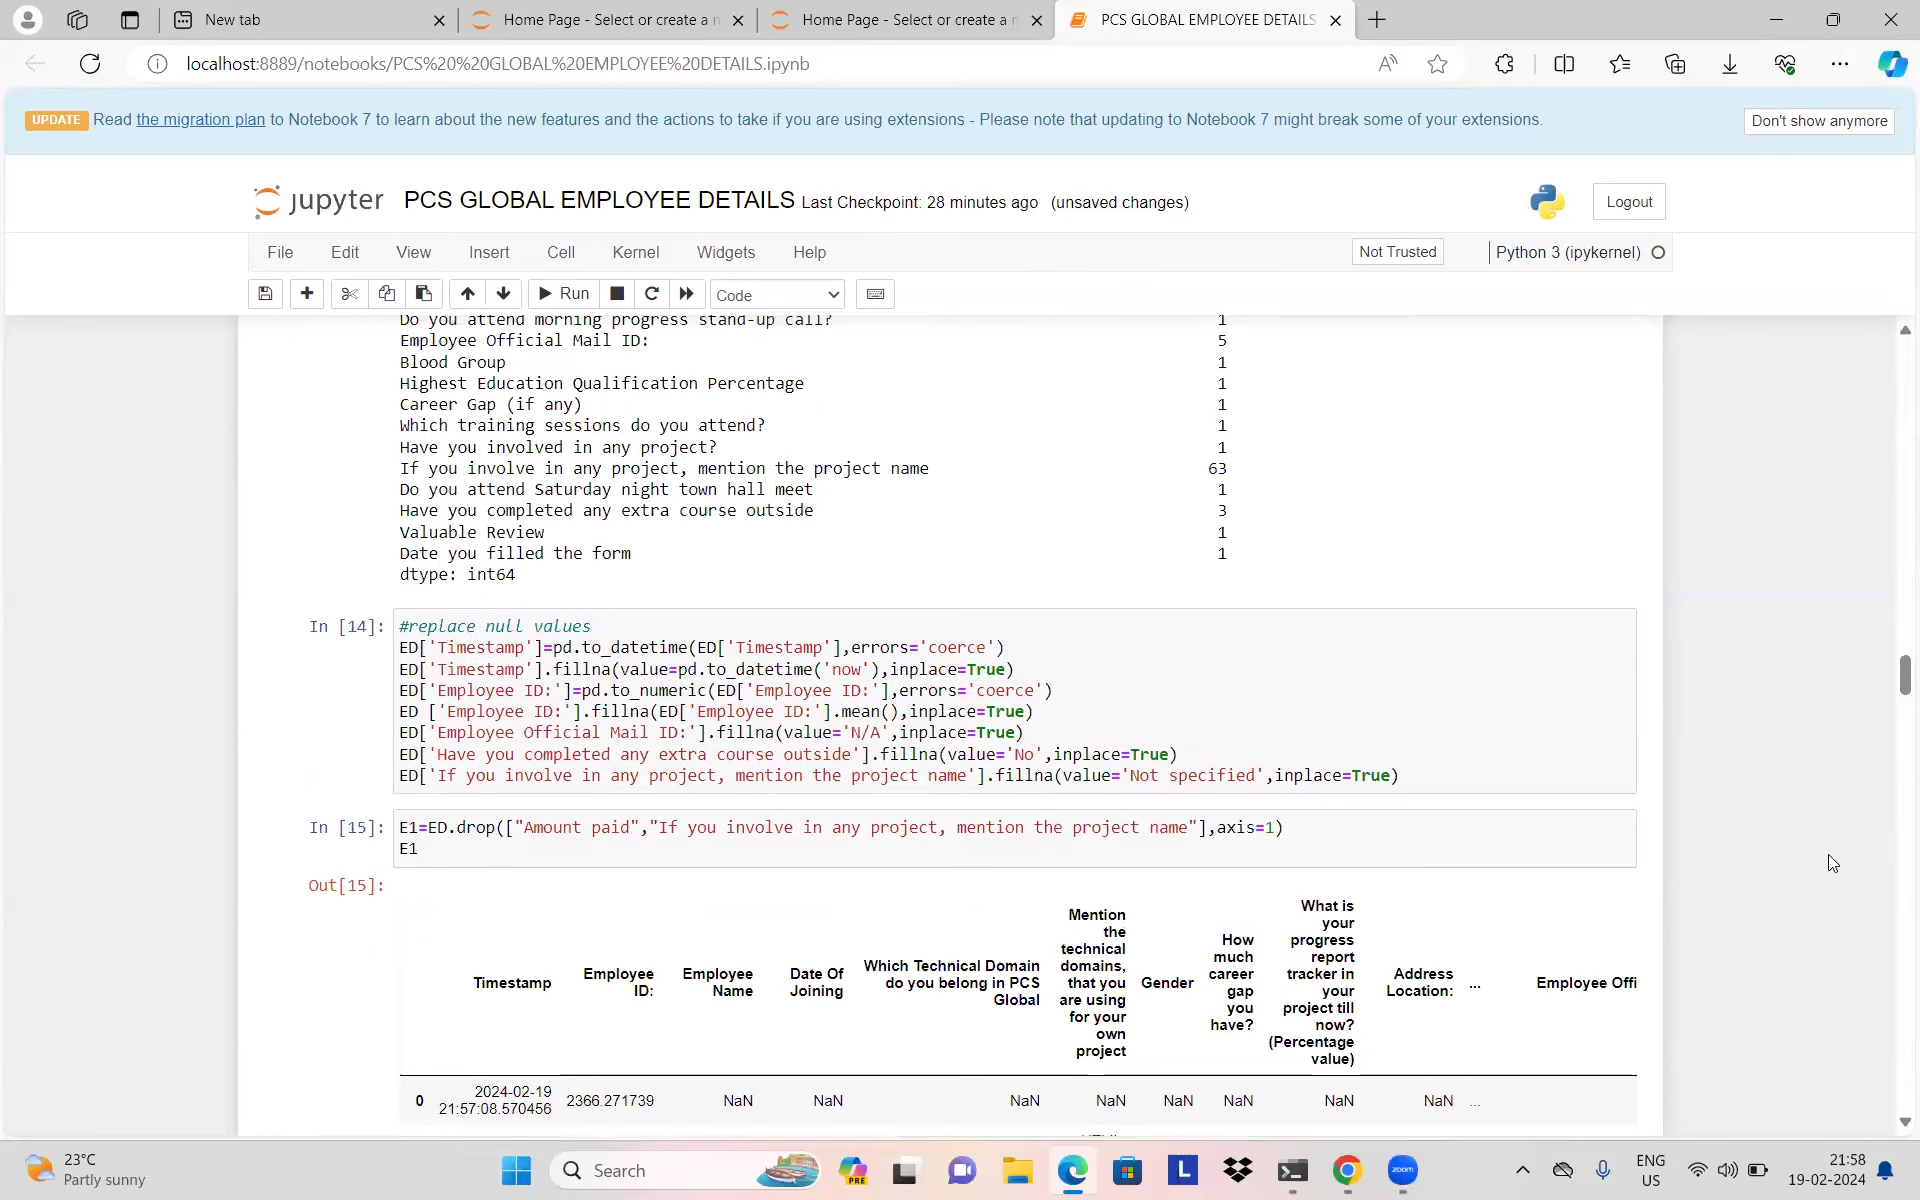 New tab
Home Page - Select or create a n
Home Page - Select or create a n
PCS GLOBAL EMPLOYEE DETAILS
localhost:8889/notebooks/PCS%20%20GLOBAL%20EMPLOYEE%20DETAILS.ipynb
UPDATE Read the migration plan to Notebook 7 to learn about the new features and the actions to take if you are using extensions - Please note that updating to Notebook 7 might break some of your extensions.
Don't show anymore
jupyter PCS GLOBAL EMPLOYEE DETAILS Last Checkpoint: 28 minutes ago (unsaved changes)
Logout
File Edit View Insert Cell Kernel Widgets Help
Not Trusted
Python 3 (ipykernel)
Run
Code
Do you attend morning progress stand-up call? 1
Employee Official Mail ID: 5
Blood Group 1
Highest Education Qualification Percentage 1
Career Gap (if any) 1
Which training sessions do you attend? 1
Have you involved in any project? 1
If you involve in any project, mention the project name 63
Do you attend Saturday night town hall meet 1
Have you completed any extra course outside 3
Valuable Review 1
Date you filled the form 1
dtype: int64
In [14]:
#replace null values
ED['Timestamp']=pd.to_datetime(ED['Timestamp'],errors='coerce')
ED['Timestamp'].fillna(value=pd.to_datetime('now'),inplace=True)
ED['Employee ID:']=pd.to_numeric(ED['Employee ID:'],errors='coerce')
ED ['Employee ID:'].fillna(ED['Employee ID:'].mean(),inplace=True)
ED['Employee Official Mail ID:'].fillna(value='N/A',inplace=True)
ED['Have you completed any extra course outside'].fillna(value='No',inplace=True)
ED['If you involve in any project, mention the project name'].fillna(value='Not specified',inplace=True)
In [15]:
E1=ED.drop(["Amount paid","If you involve in any project, mention the project name"],axis=1)
E1
Out[15]:
Timestamp
Employee
ID:
Employee
Name
Date Of
Joining
Which Technical Domain
do you belong in PCS
Global
Mention
the
technical
domains,
that you
are using
for your
own
project
Gender
How
much
career
gap
you
have?
What is
your
progress
report
tracker in
your
project till
now?
(Percentage
value)
Address
Location:
...
Employee Offi
0
2024-02-19
21:57:08.570456
2366.271739 NaN NaN NaN NaN NaN NaN NaN NaN ...
23°C
Partly sunny
Search
PRE
L
zoom
ENG
US
21:58
19-02-2024